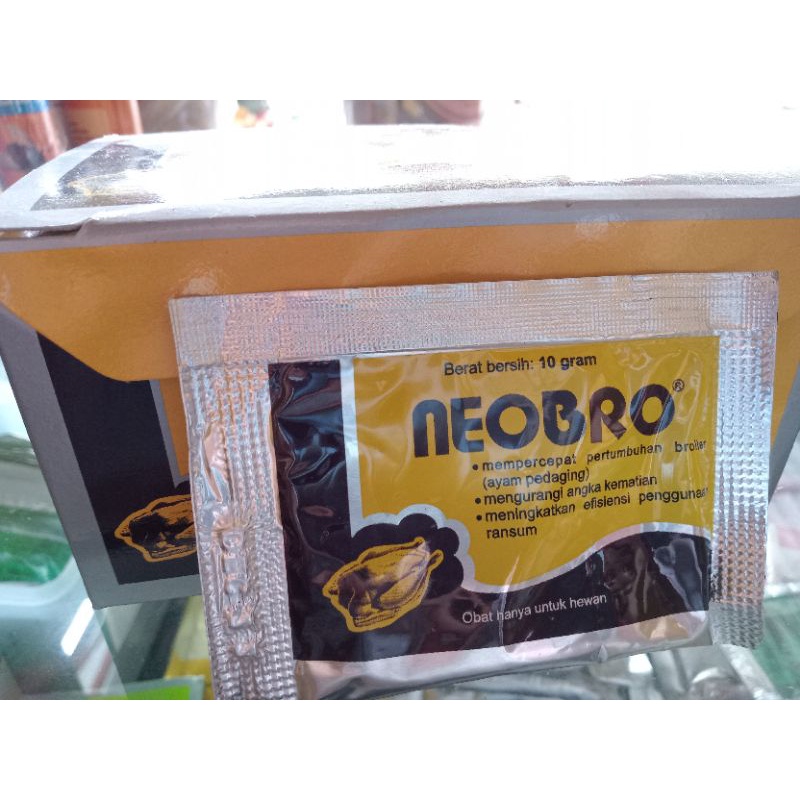 Berat bersih: 10 gram
NEOBRO®
• mempercepat pertumbuhan broiler
(ayam pedaging)
• mengurangi angka kematian
• meningkatkan efisiensi penggunaan
ransum
Obat hanya untuk hewan